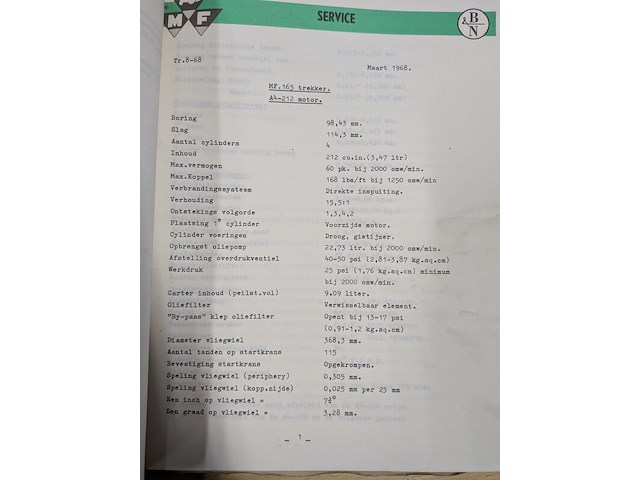 MF
SERVICE
& B
N
Tr.8-68
Maart 1968.
MF.165 trekker.
A4-212 motor.
Boring 98,43 mm.
Slag 114,3 mm.
Aantal cylinders 4
Inhoud 212 cu.in.(3,47 ltr)
Max.vermogen 60 pk. bij 2000 omw/min.
Max.Koppel 168 lbs/ft bij 1250 omw/min
Verbrandingssysteem Direkte inspuiting.
Verhouding 15,5:1
Ontstekings volgorde 1,3,4,2
Plaatsing 1e cylinder Voorzijde motor.
Cylinder voeringen Droog, gietijzer.
Opbrengst oliepomp 22,73 ltr. bij 2000 omw/min.
Afstelling overdrukventiel 40-50 psi (2,81-3,87 kg.sq.cm)
Werkdruk 25 psi (1,76 kg.sq.cm) minimum
bij 2000 omw/min.
Carter inhoud (peilst.vol) 9.09 liter.
Oliefilter Verwisselbaar element.
"By-pans" klep oliefilter Opent bij 13-17 psi
(0,91-1,2 kg.sq.cm)
Diameter vliegwiel 368,3 mm.
Aantal tanden op startkrans 115
Bevestiging startkrans Opgekrompen.
Speling vliegwiel (periphery) 0,305 mm.
Speling vliegwiel (kopp.zijde) 0,025 mm per 25 mm
Een inch op vliegwiel = 7¾°
Een graad op vliegwiel = 3,28 mm.
_ 1 _